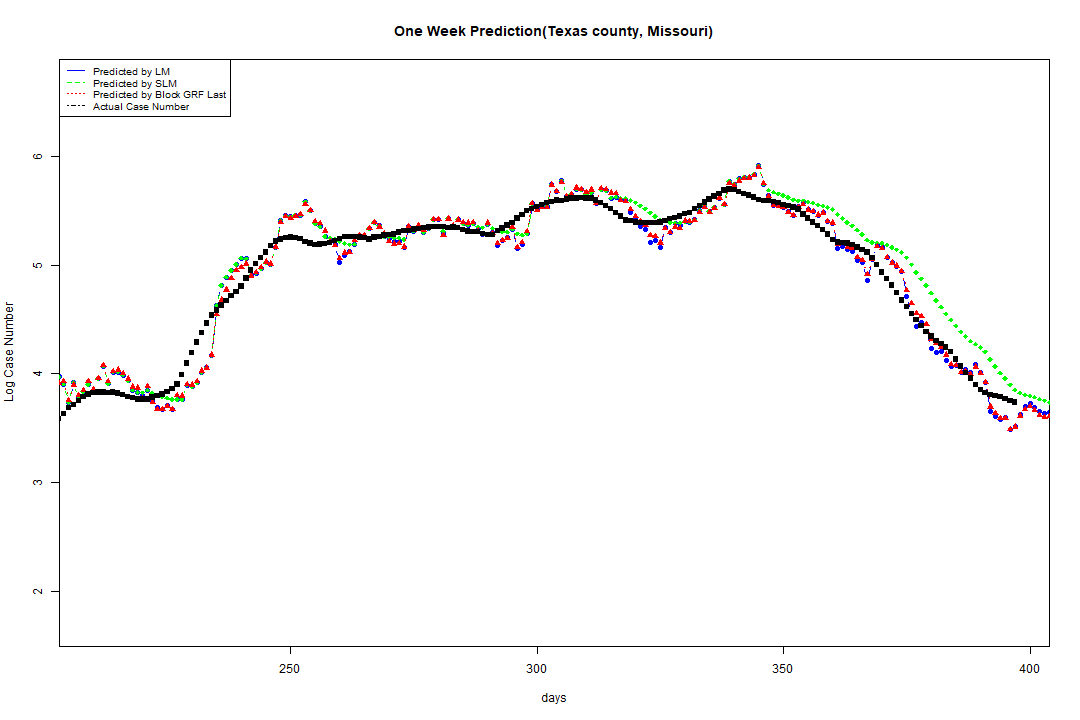 One Week Prediction(Texas county, Missouri)
Predicted by LM
Predicted by SLM
Predicted by Block GRF Last
Actual Case Number
6
5
4
3
2
Log Case Number
250 300 350 400
days